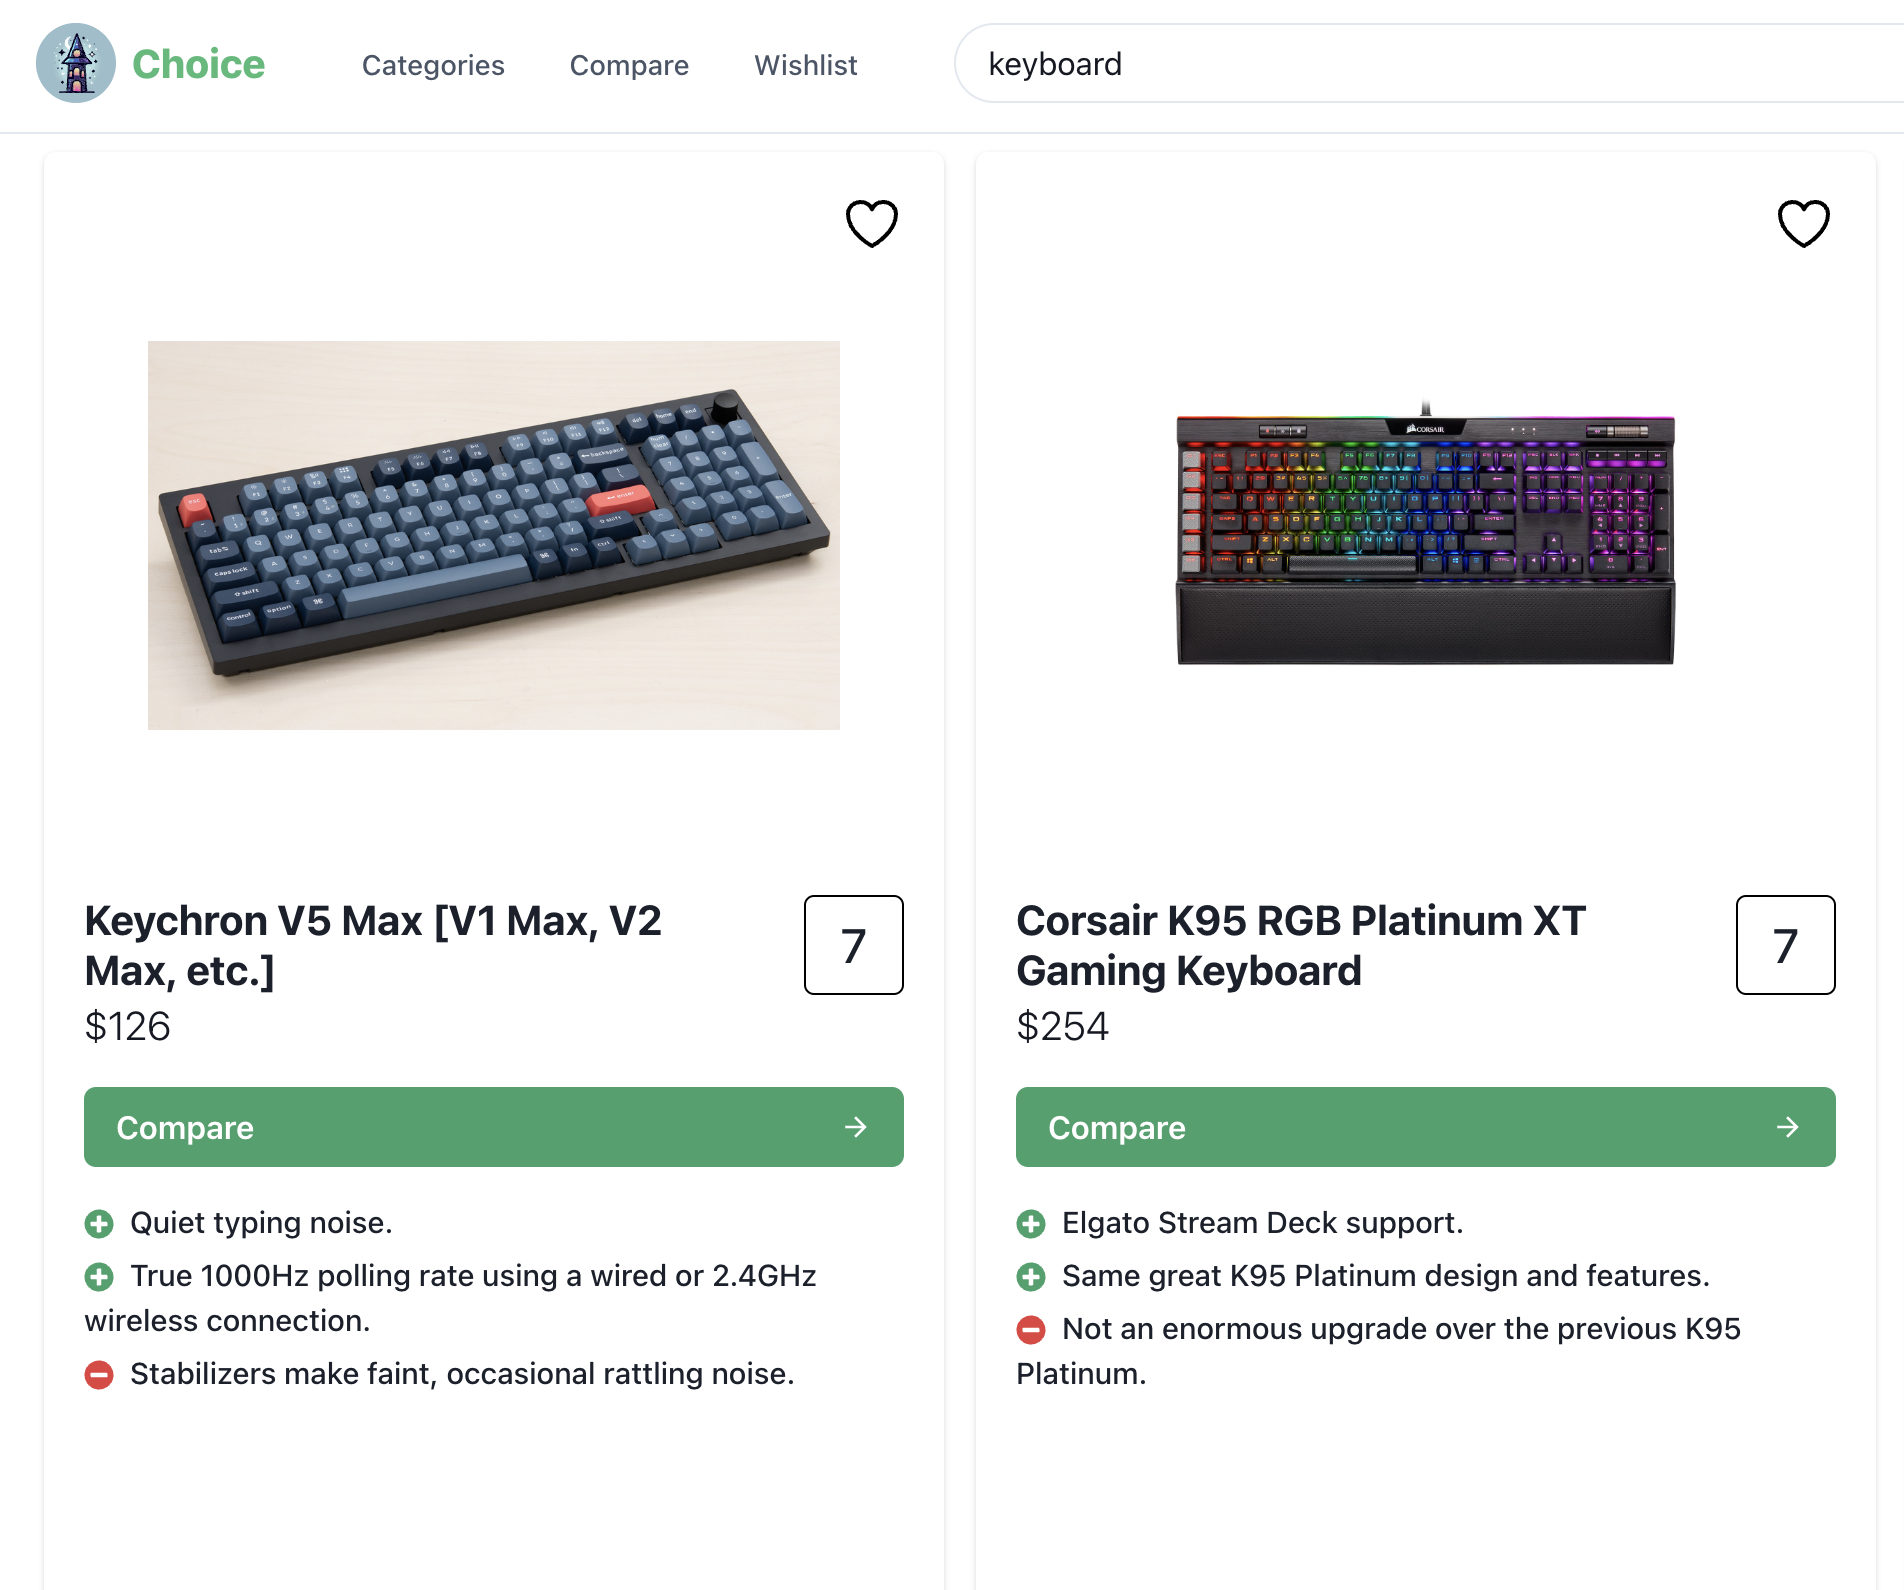 Choice
Categories
Compare
Wishlist
keyboard
CORSAIR
Keychron V5 Max [V1 Max, V2
Max, etc.]
7
$126
Compare
Quiet typing noise.
True 1000Hz polling rate using a wired or 2.4GHz
wireless connection.
Stabilizers make faint, occasional rattling noise.
Corsair K95 RGB Platinum XT
Gaming Keyboard
7
$254
Compare
Elgato Stream Deck support.
Same great K95 Platinum design and features.
Not an enormous upgrade over the previous K95
Platinum.